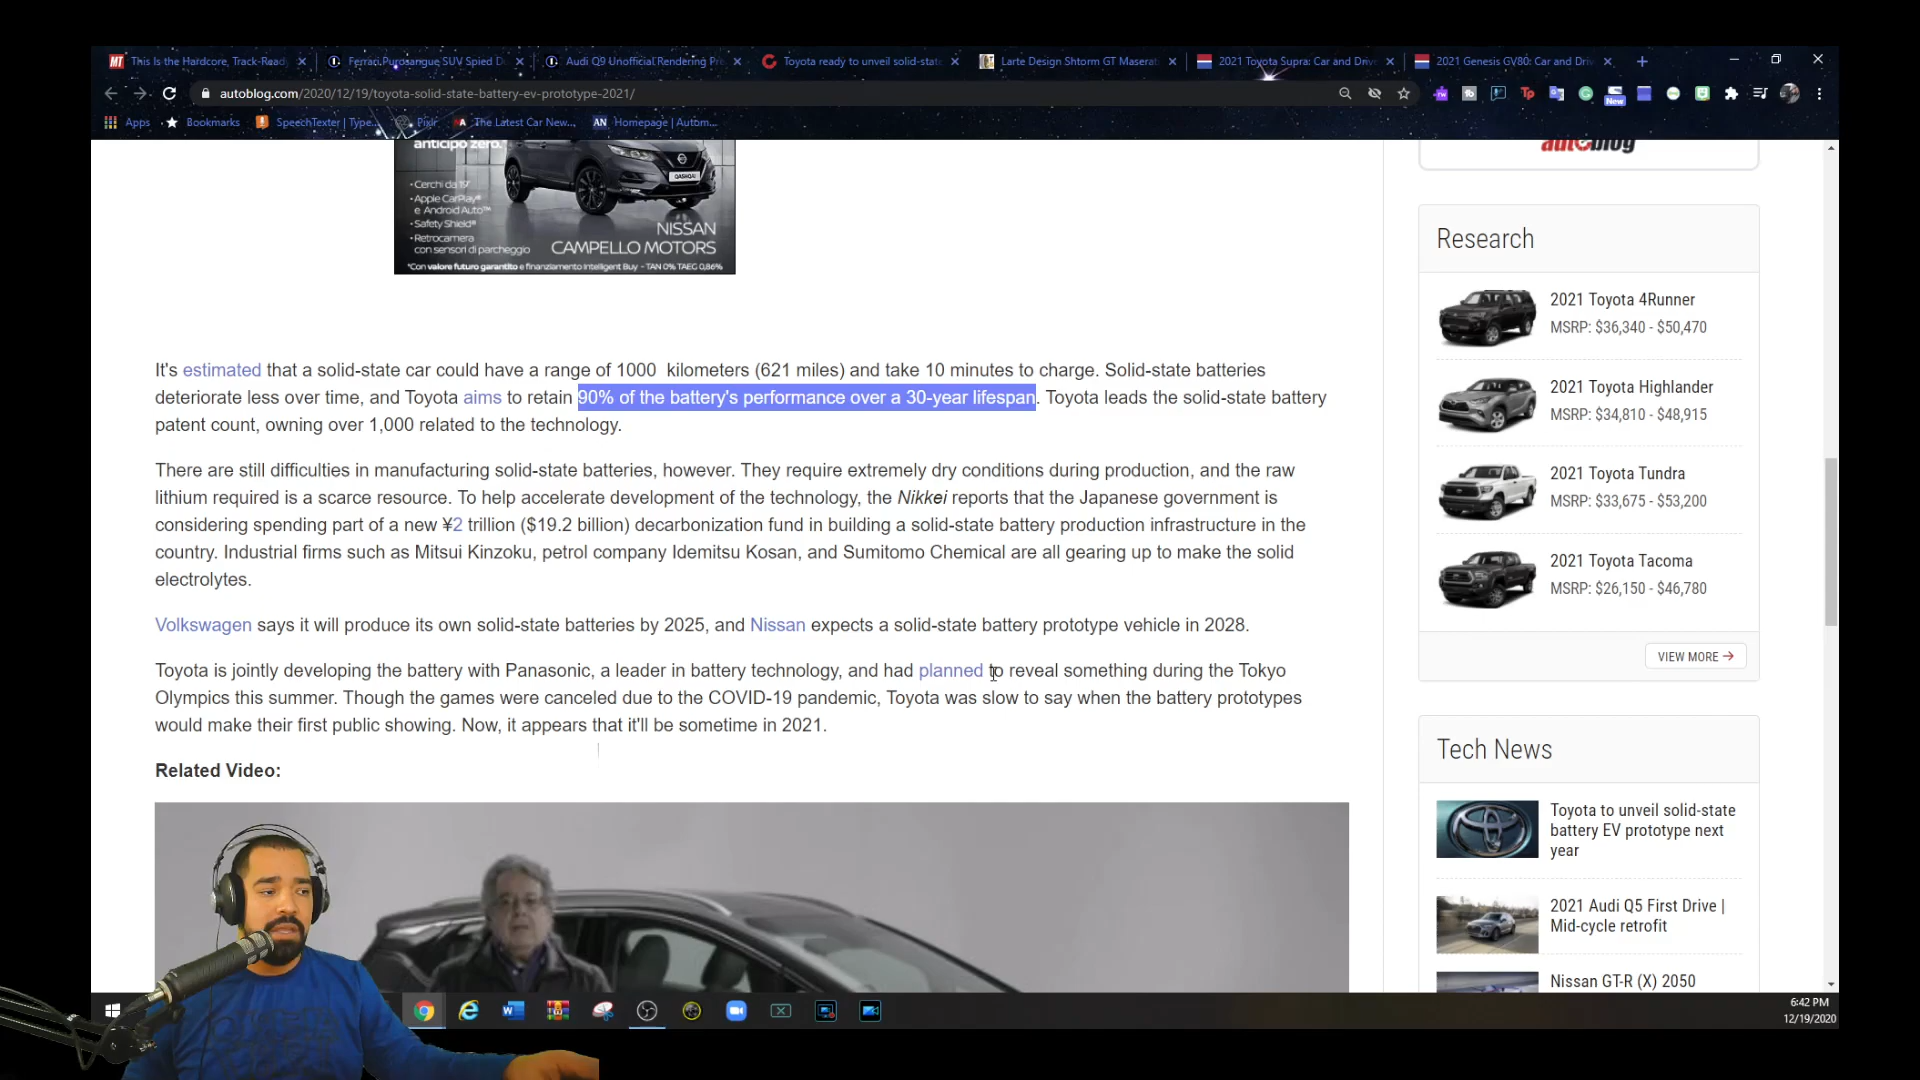 This Is the Hardcore, Track-Ready
Ferrari Purosangue SUV Spied D
Audi Q9 Unofficial Rendering Pre
Toyota ready to unveil solid-state
Larte Design Shtorm GT Maserat
2021 Toyota Supra: Car and Drive
2021 Genesis GV80: Car and Driv
autoblog.com/2020/12/19/toyota-solid-state-battery-ev-prototype-2021/
New
Apps
Bookmarks
SpeechTexter | Type...
Pixlr
The Latest Car New...
AN Homepage | Autom...
anticipo zero.*
• Cerchi da 19"
• Apple CarPlay®
e Android Auto™
• Safety Shield®
• Retrocamera
con sensori di parcheggio
QASHQAI
NISSAN
CAMPELLO MOTORS
*Con valore futuro garantito e finanziamento Intelligent Buy - TAN 0% TAEG 0,86%
It's estimated that a solid-state car could have a range of 1000 kilometers (621 miles) and take 10 minutes to charge. Solid-state batteries
deteriorate less over time, and Toyota aims to retain 90% of the battery's performance over a 30-year lifespan. Toyota leads the solid-state battery
patent count, owning over 1,000 related to the technology.
There are still difficulties in manufacturing solid-state batteries, however. They require extremely dry conditions during production, and the raw
lithium required is a scarce resource. To help accelerate development of the technology, the Nikkei reports that the Japanese government is
considering spending part of a new ¥2 trillion ($19.2 billion) decarbonization fund in building a solid-state battery production infrastructure in the
country. Industrial firms such as Mitsui Kinzoku, petrol company Idemitsu Kosan, and Sumitomo Chemical are all gearing up to make the solid
electrolytes.
Volkswagen says it will produce its own solid-state batteries by 2025, and Nissan expects a solid-state battery prototype vehicle in 2028.
Toyota is jointly developing the battery with Panasonic, a leader in battery technology, and had planned to reveal something during the Tokyo
Olympics this summer. Though the games were canceled due to the COVID-19 pandemic, Toyota was slow to say when the battery prototypes
would make their first public showing. Now, it appears that it'll be sometime in 2021.
Related Video:
autoblog
Research
2021 Toyota 4Runner
MSRP: $36,340 - $50,470
2021 Toyota Highlander
MSRP: $34,810 - $48,915
2021 Toyota Tundra
MSRP: $33,675 - $53,200
2021 Toyota Tacoma
MSRP: $26,150 - $46,780
VIEW MORE
Tech News
Toyota to unveil solid-state
battery EV prototype next
year
2021 Audi Q5 First Drive |
Mid-cycle retrofit
Nissan GT-R (X) 2050
6:42 PM
12/19/2020